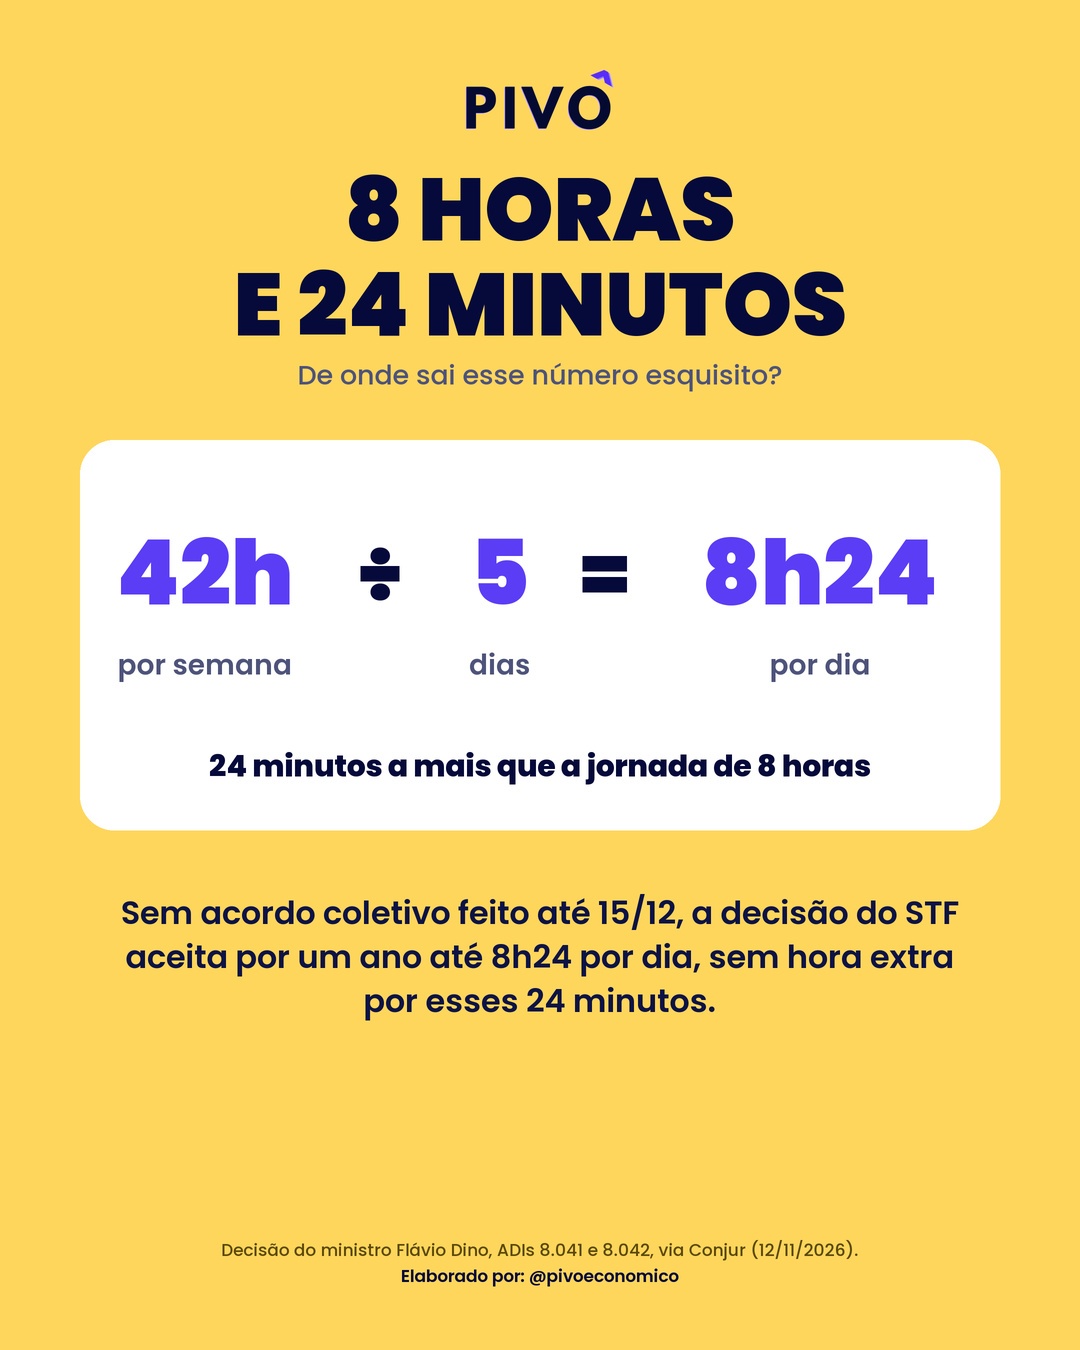 PIVÔ
8 HORAS
E 24 MINUTOS
De onde sai esse número esquisito?
42h ÷ 5 = 8h24
por semana dias por dia
24 minutos a mais que a jornada de 8 horas
Sem acordo coletivo feito até 15/12, a decisão do STF
aceita por um ano até 8h24 por dia, sem hora extra
por esses 24 minutos.
Decisão do ministro Flávio Dino, ADIs 8.041 e 8.042, via Conjur (12/11/2026).
Elaborado por: @pivoeconomico